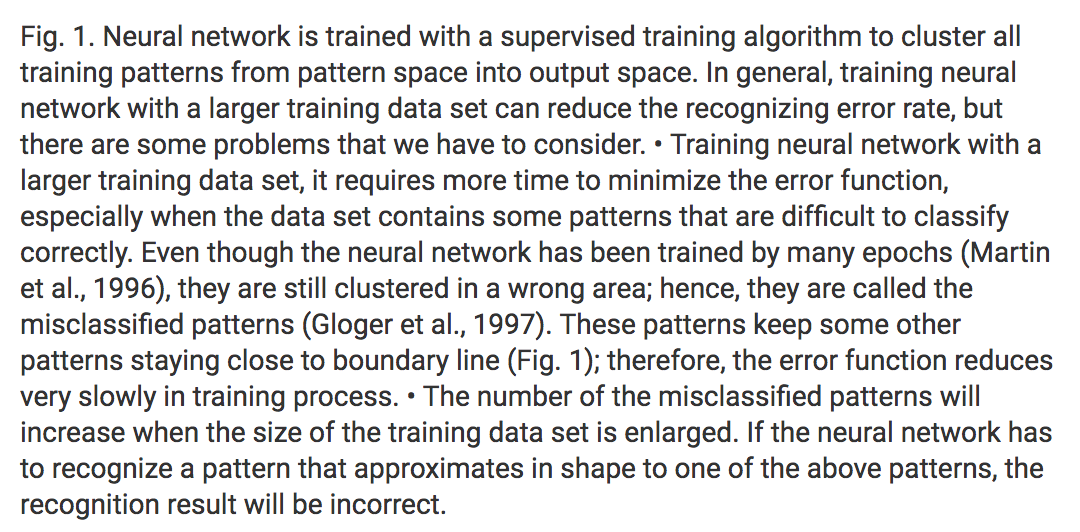 Fig. 1. Neural network is trained with a supervised training algorithm to cluster all
training patterns from pattern space into output space. In general, training neural
network with a larger training data set can reduce the recognizing error rate, but
there are some problems that we have to consider. • Training neural network with a
larger training data set, it requires more time to minimize the error function,
especially when the data set contains some patterns that are difficult to classify
correctly. Even though the neural network has been trained by many epochs (Martin
et al., 1996), they are still clustered in a wrong area; hence, they are called the
misclassified patterns (Gloger et al., 1997). These patterns keep some other
patterns staying close to boundary line (Fig. 1); therefore, the error function reduces
very slowly in training process. • The number of the misclassified patterns will
increase when the size of the training data set is enlarged. If the neural network has
to recognize a pattern that approximates in shape to one of the above patterns, the
recognition result will be incorrect.